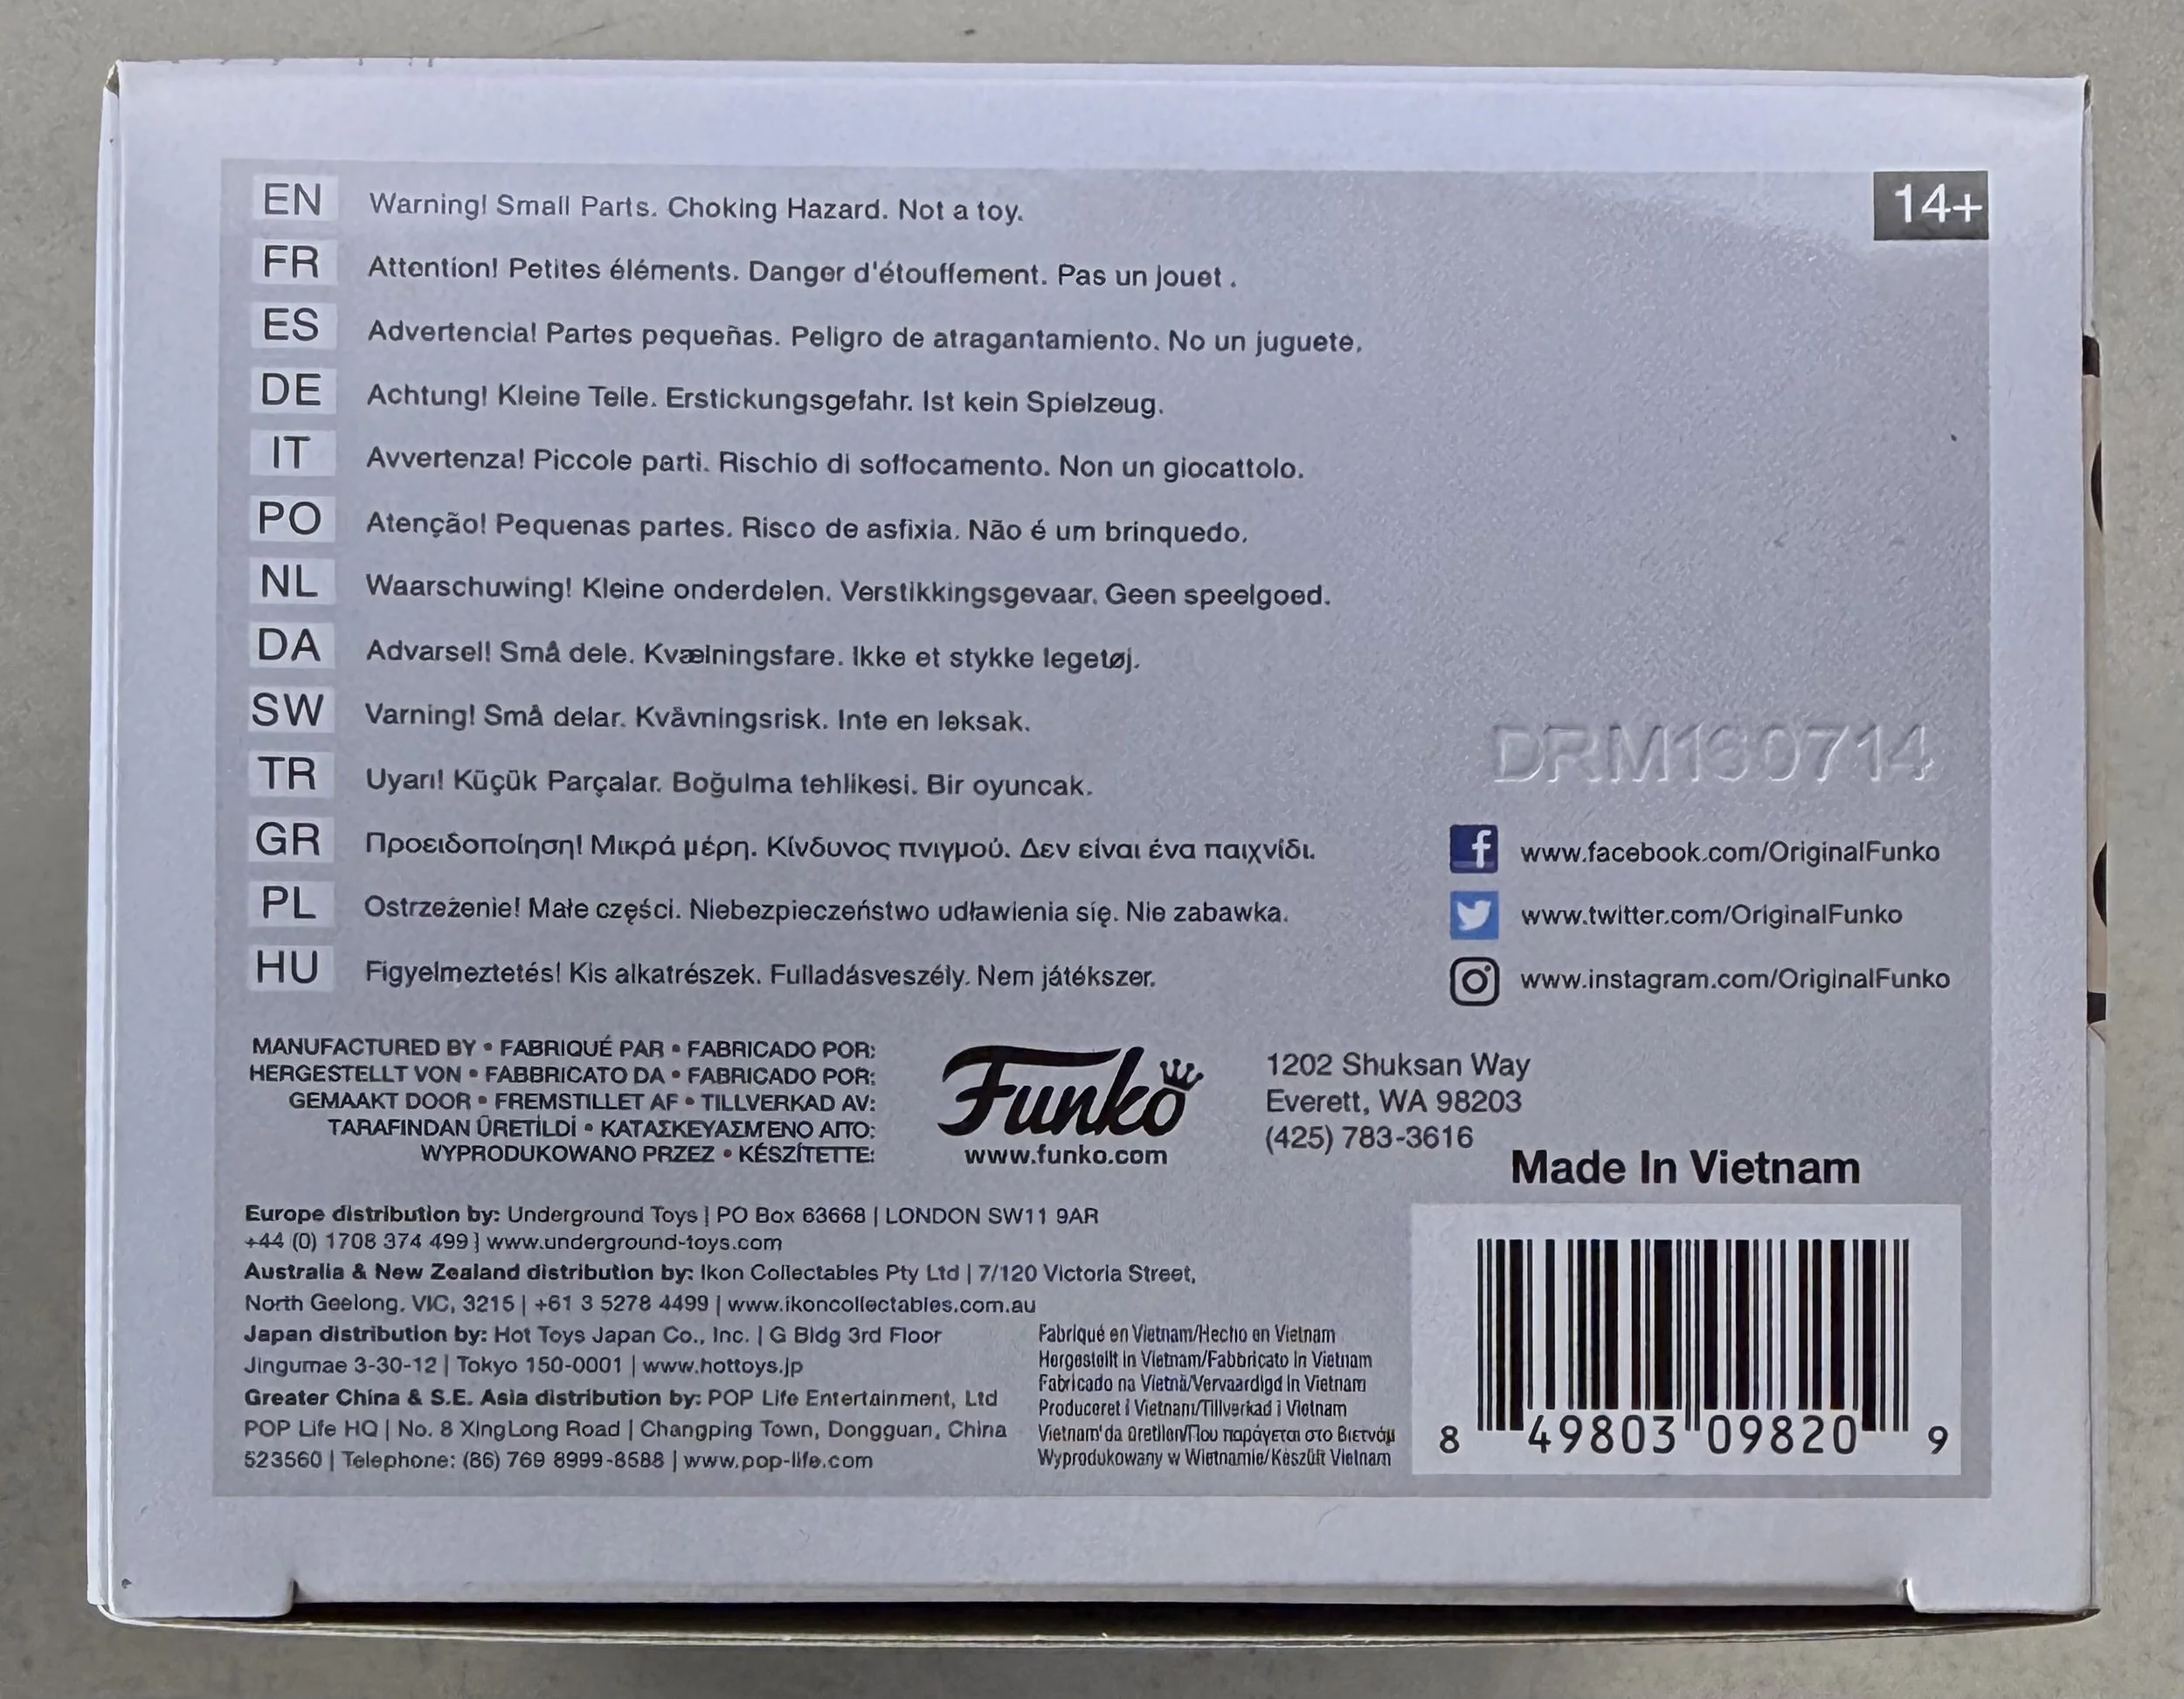 EN Warning! Small Parts. Choking Hazard. Not a toy.
14+
FR Attention! Petites éléments. Danger d'étouffement. Pas un jouet .
ES Advertencia! Partes pequeñas. Peligro de atragantamiento. No un juguete.
DE Achtung! Kleine Teile. Erstickungsgefahr. Ist kein Spielzeug.
IT Avvertenza! Piccole parti. Rischio di soffocamento. Non un giocattolo.
PO Atenção! Pequenas partes. Risco de asfixia. Não é um brinquedo.
NL Waarschuwing! Kleine onderdelen. Verstikkingsgevaar. Geen speelgoed.
DA Advarsel! Små dele. Kvælningsfare. Ikke et stykke legetøj.
SW Varning! Små delar. Kvävningsrisk. Inte en leksak.
TR Uyarı! Küçük Parçalar. Boğulma tehlikesi. Bir oyuncak.
GR Προειδοποίηση! Μικρά μέρη. Κίνδυνος πνιγμού. Δεν είναι ένα παιχνίδι.
PL Ostrzeżenie! Małe części. Niebezpieczeństwo udławienia się. Nie zabawka.
HU Figyelmeztetés! Kis alkatrészek. Fulladásveszély. Nem játékszer.
DRM160714
www.facebook.com/OriginalFunko
www.twitter.com/OriginalFunko
www.instagram.com/OriginalFunko
MANUFACTURED BY • FABRIQUÉ PAR • FABRICADO POR:
HERGESTELLT VON • FABBRICATO DA • FABRICADO POR:
GEMAAKT DOOR • FREMSTILLET AF • TILLVERKAD AV:
TARAFINDAN ÜRETİLDİ • ΚΑΤΑΣΚΕΥΑΣΜΕΝΟ ΑΠΟ:
WYPRODUKOWANO PRZEZ • KÉSZÍTETTE:
Funko
www.funko.com
1202 Shuksan Way
Everett, WA 98203
(425) 783-3616
Made In Vietnam
Europe distribution by: Underground Toys | PO Box 63668 | LONDON SW11 9AR
+44 (0) 1708 374 499 | www.underground-toys.com
Australia & New Zealand distribution by: Ikon Collectables Pty Ltd | 7/120 Victoria Street,
North Geelong, VIC, 3215 | +61 3 5278 4499 | www.ikoncollectables.com.au
Japan distribution by: Hot Toys Japan Co., Inc. | G Bldg 3rd Floor
Jingumae 3-30-12 | Tokyo 150-0001 | www.hottoys.jp
Greater China & S.E. Asia distribution by: POP Life Entertainment, Ltd
POP Life HQ | No. 8 XingLong Road | Changping Town, Dongguan, China
523560 | Telephone: (86) 769 8999-8588 | www.pop-life.com
Fabriqué en Vietnam/Hecho en Vietnam
Hergestellt in Vietnam/Fabbricato in Vietnam
Fabricado na Vietnã/Vervaardigd in Vietnam
Produceret i Vietnam/Tillverkad i Vietnam
Vietnam'da üretilen/Που παράγεται στο Βιετνάμ
Wyprodukowany w Wietnamie/Készült Vietnam
8 49803 09820 9